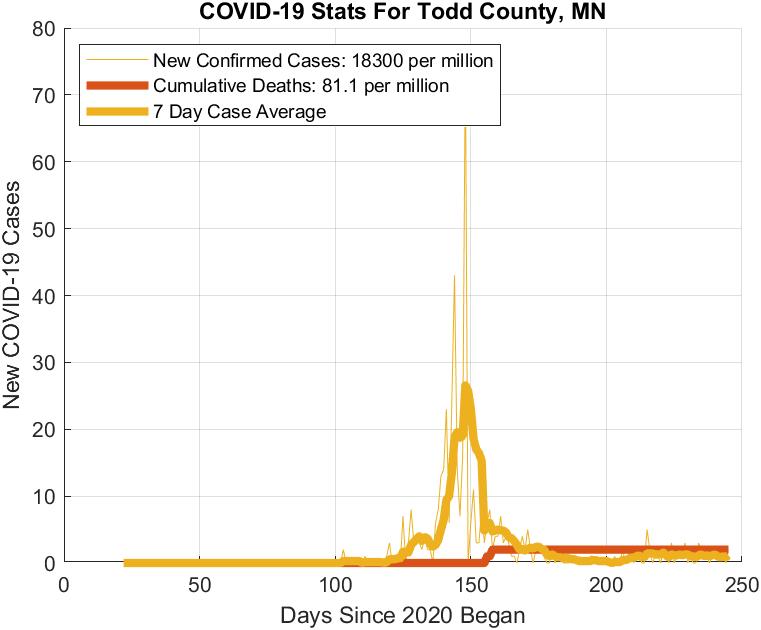 COVID-19 Stats For Todd County, MN
New Confirmed Cases: 18300 per million
Cumulative Deaths: 81.1 per million
7 Day Case Average
New COVID-19 Cases
80
70
60
50
40
30
20
10
0
0 50 100 150 200 250
Days Since 2020 Began